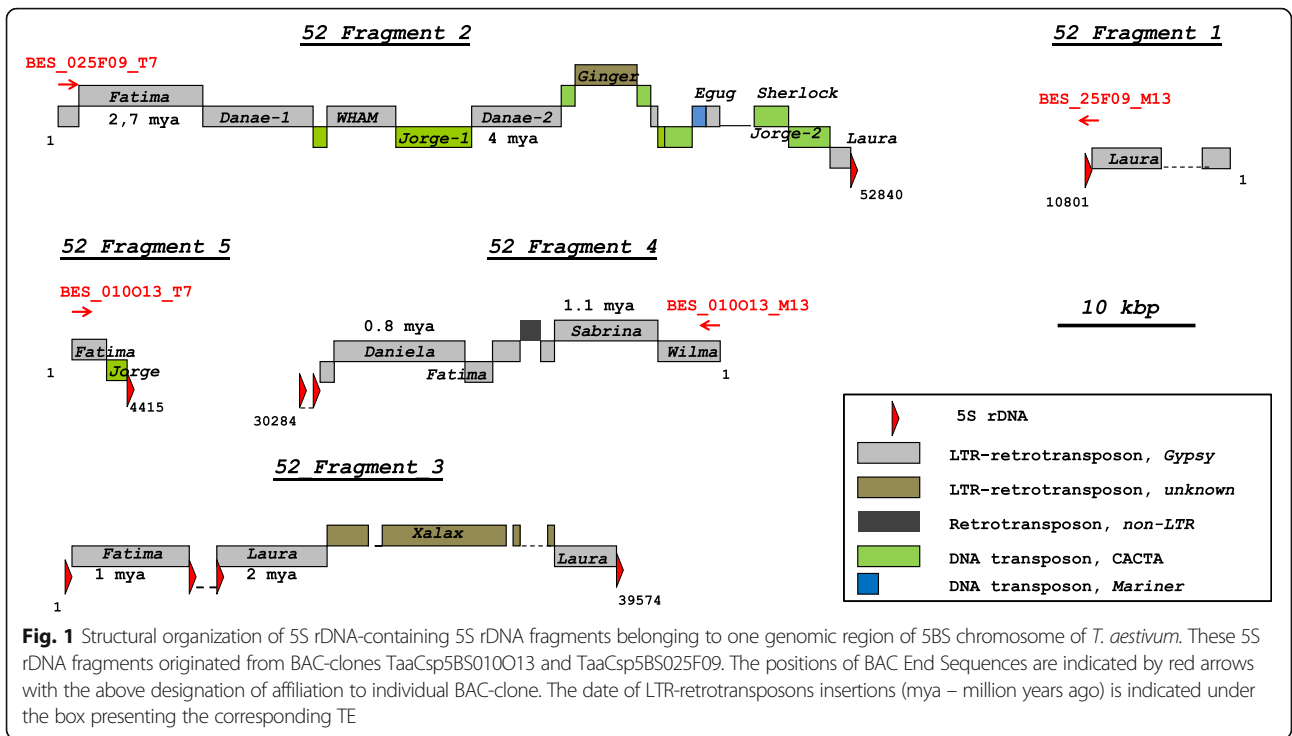 52 Fragment 2
52 Fragment 1
BES_025F09_T7
Fatima
2,7 mya
Danae-1
WHAM
Jorge-1
Danae-2
4 mya
Ginger
Egug
Sherlock
Jorge-2
Laura
1
52840
BES_25F09_M13
Laura
10801
1
52 Fragment 5
52 Fragment 4
BES_010O13_T7
Fatima
Jorge
1
4415
0.8 mya
Daniela
Fatima
1.1 mya
Sabrina
BES_010O13_M13
Wilma
30284
1
10 kbp
52_Fragment_3
Fatima
1 mya
Laura
2 mya
Xalax
Laura
1
39574
5S rDNA
LTR-retrotransposon, Gypsy
LTR-retrotransposon, unknown
Retrotransposon, non-LTR
DNA transposon, CACTA
DNA transposon, Mariner
Fig. 1 Structural organization of 5S rDNA-containing 5S rDNA fragments belonging to one genomic region of 5BS chromosome of T. aestivum. These 5S
rDNA fragments originated from BAC-clones TaaCsp5BS010O13 and TaaCsp5BS025F09. The positions of BAC End Sequences are indicated by red arrows
with the above designation of affiliation to individual BAC-clone. The date of LTR-retrotransposons insertions (mya – million years ago) is indicated under
the box presenting the corresponding TE